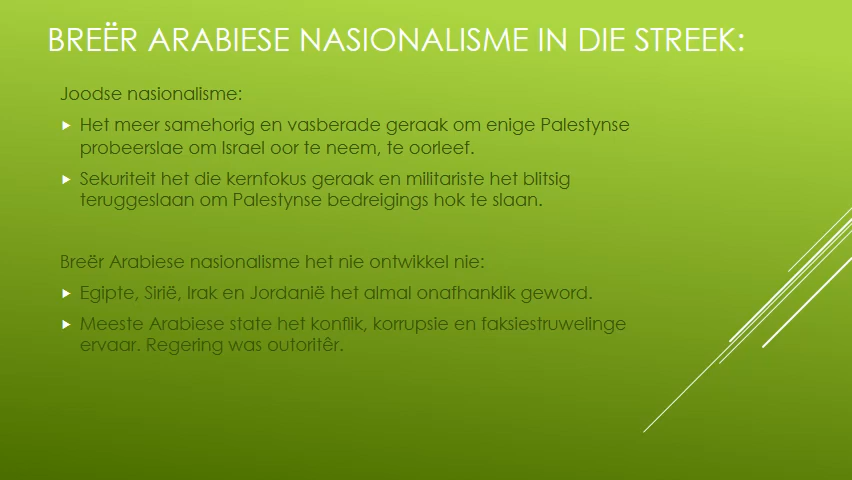 BREËR ARABIESE NASIONALISME IN DIE STREEK:
Joodse nasionalisme:
Het meer samehorig en vasberade geraak om enige Palestynse
probeerslae om Israel oor te neem, te oorleef.
Sekuriteit het die kernfokus geraak en militariste het blitsig
teruggeslaan om Palestynse bedreigings hok te slaan.
Breër Arabiese nasionalisme het nie ontwikkel nie:
Egipte, Sirië, Irak en Jordanië het almal onafhanklik geword.
Meeste Arabiese state het konflik, korrupsie en faksiestruwelinge
ervaar. Regering was outoritêr.